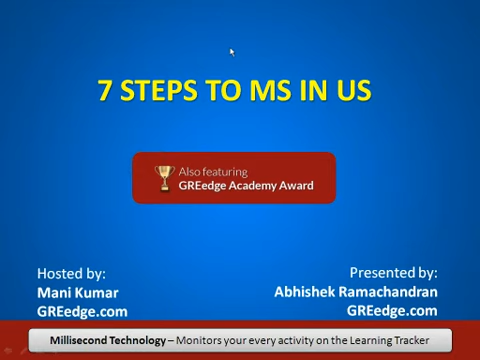 7 STEPS TO MS IN US
Also featuring
GREedge Academy Award
Hosted by:
Mani Kumar
GREedge.com
Presented by:
Abhishek Ramachandran
GREedge.com
Millisecond Technology – Monitors your every activity on the Learning Tracker